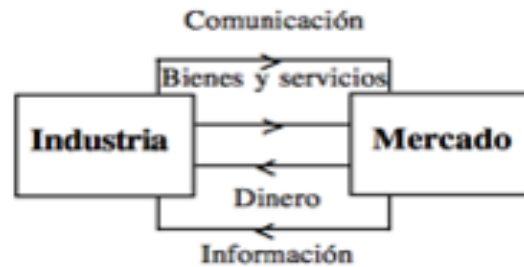 Comunicación
Bienes y servicios
Industria
Mercado
Dinero
Información